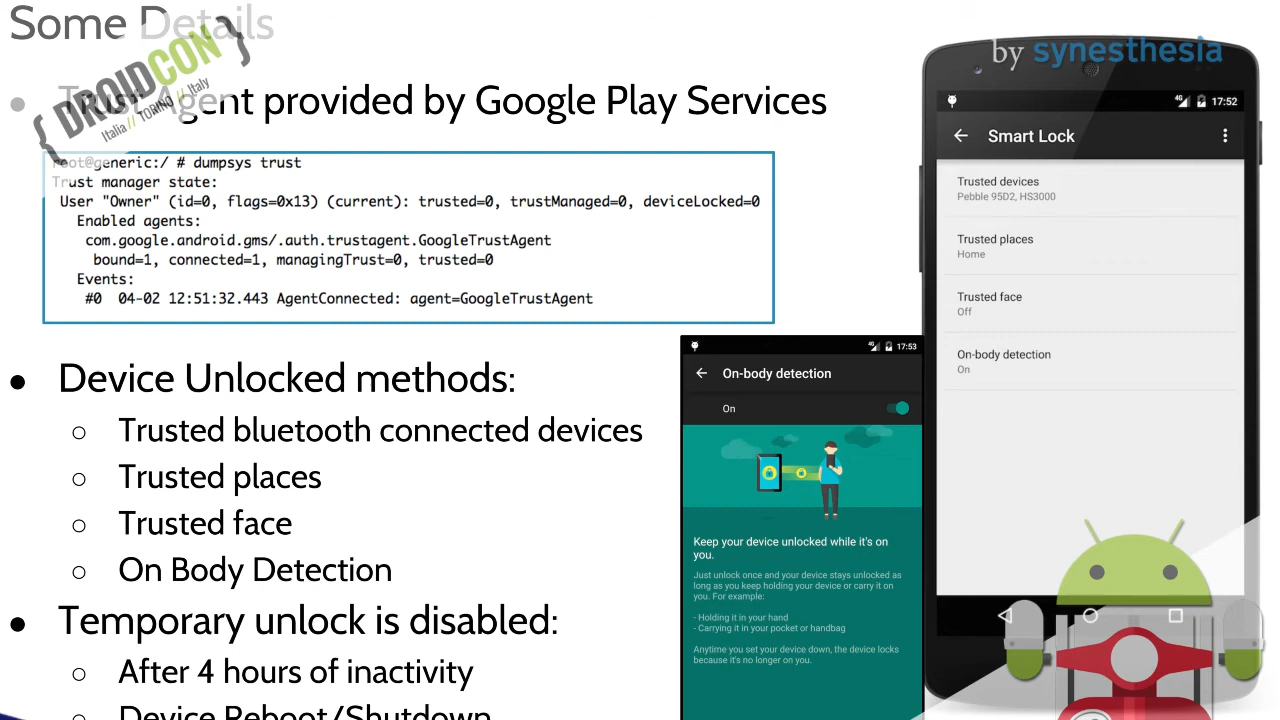 Some Details
by synesthesia
{ DROIDCON }
Italia // TORINO // Italy
● Trust Agent provided by Google Play Services
root@generic:/ # dumpsys trust
Trust manager state:
User "Owner" (id=0, flags=0x13) (current): trusted=0, trustManaged=0, deviceLocked=0
Enabled agents:
com.google.android.gms/.auth.trustagent.GoogleTrustAgent
bound=1, connected=1, managingTrust=0, trusted=0
Events:
#0 04-02 12:51:32.443 AgentConnected: agent=GoogleTrustAgent
● Device Unlocked methods:
○ Trusted bluetooth connected devices
○ Trusted places
○ Trusted face
○ On Body Detection
● Temporary unlock is disabled:
○ After 4 hours of inactivity
○ Device Reboot/Shutdown
4G 17:53
On-body detection
On
Keep your device unlocked while it's on
you.
Just unlock once and your device stays unlocked as
long as you keep holding your device or carry it on
you. For example:
- Holding it in your hand
- Carrying it in your pocket or handbag
Anytime you set your device down, the device locks
because it's no longer on you.
4G 17:52
Smart Lock
Trusted devices
Pebble 95D2, HS3000
Trusted places
Home
Trusted face
Off
On-body detection
On